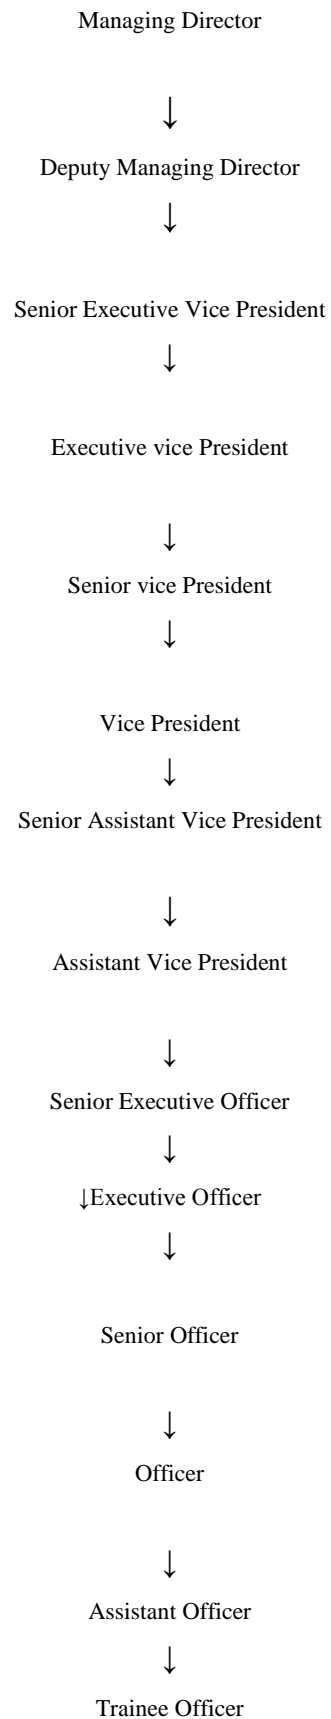 Managing Director
↓
Deputy Managing Director
↓
Senior Executive Vice President
↓
Executive vice President
↓
Senior vice President
↓
Vice President
↓
Senior Assistant Vice President
↓
Assistant Vice President
↓
Senior Executive Officer
↓
↓Executive Officer
↓
Senior Officer
↓
Officer
↓
Assistant Officer
↓
Trainee Officer